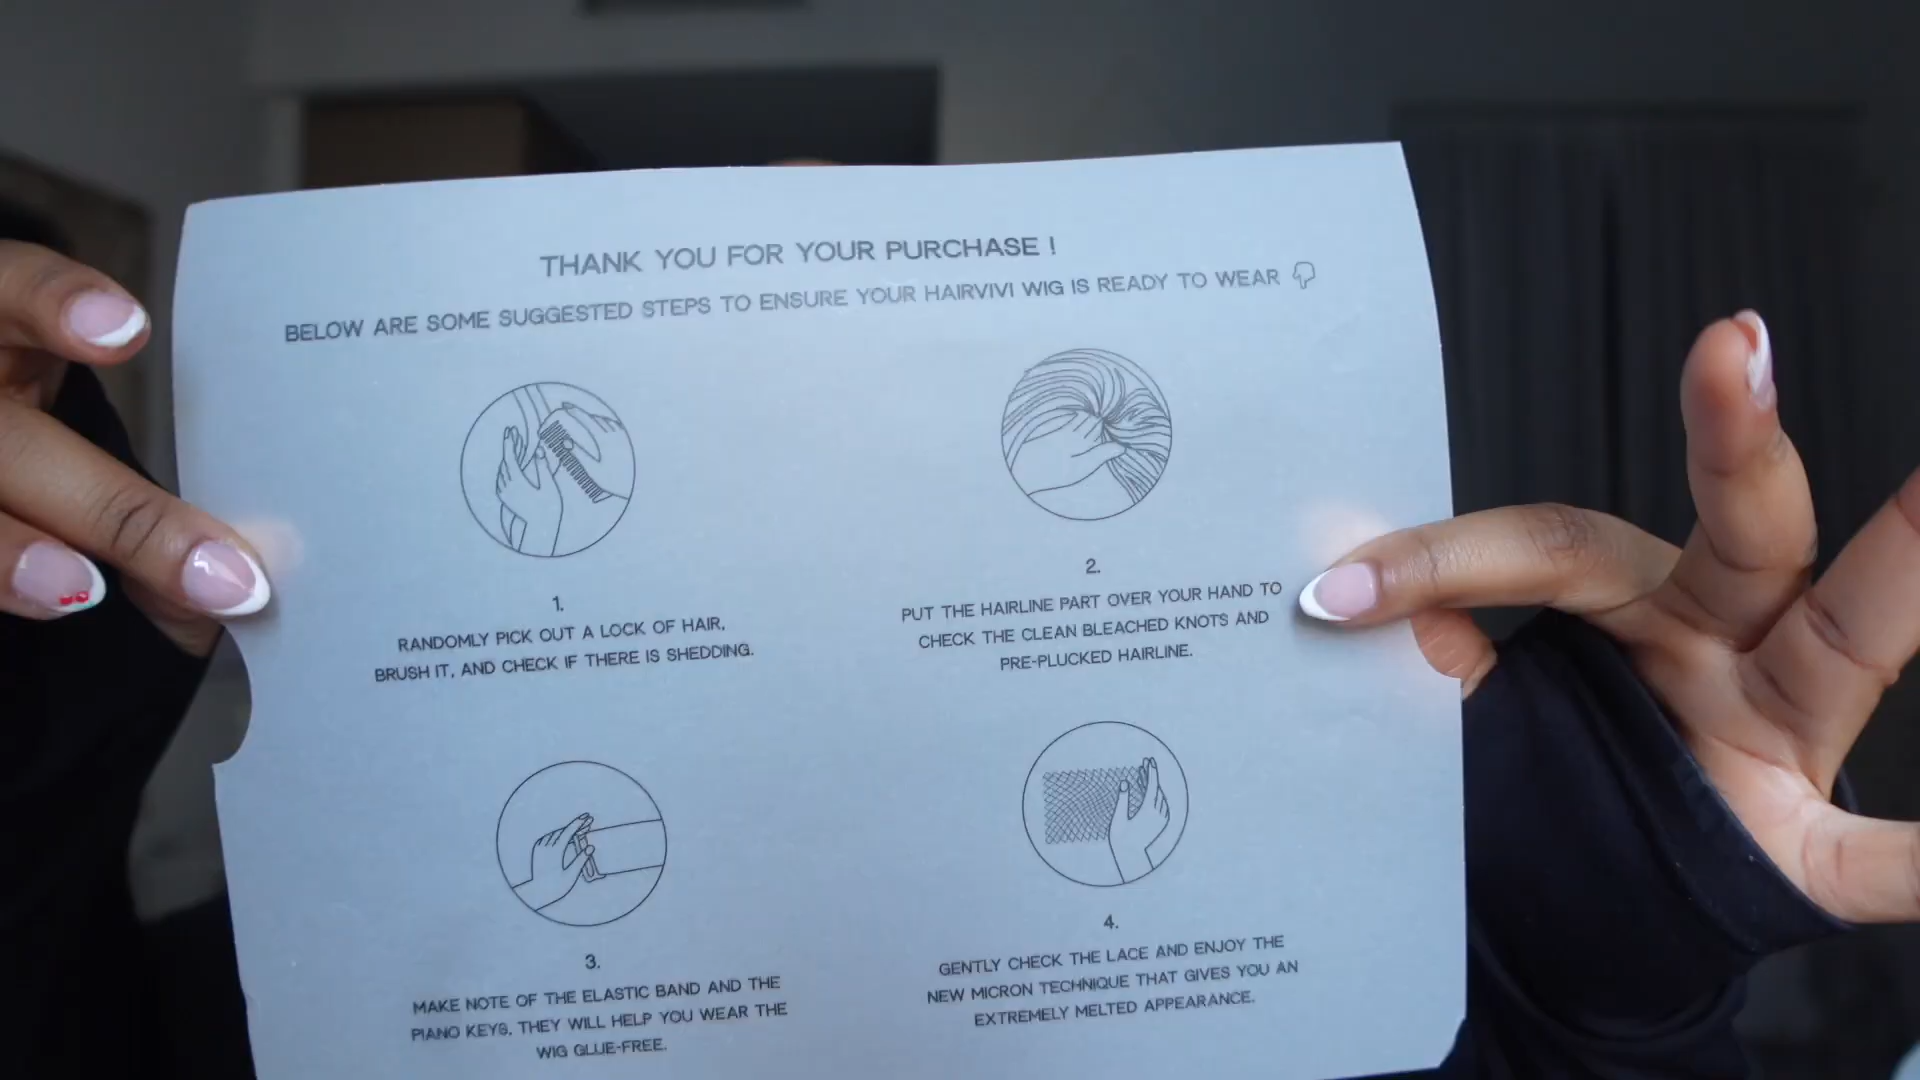 THANK YOU FOR YOUR PURCHASE !
BELOW ARE SOME SUGGESTED STEPS TO ENSURE YOUR HAIRVIVI WIG IS READY TO WEAR
1.
RANDOMLY PICK OUT A LOCK OF HAIR,
BRUSH IT, AND CHECK IF THERE IS SHEDDING.
2.
PUT THE HAIRLINE PART OVER YOUR HAND TO
CHECK THE CLEAN BLEACHED KNOTS AND
PRE-PLUCKED HAIRLINE.
3.
MAKE NOTE OF THE ELASTIC BAND AND THE
PIANO KEYS, THEY WILL HELP YOU WEAR THE
WIG GLUE-FREE.
4.
GENTLY CHECK THE LACE AND ENJOY THE
NEW MICRON TECHNIQUE THAT GIVES YOU AN
EXTREMELY MELTED APPEARANCE.